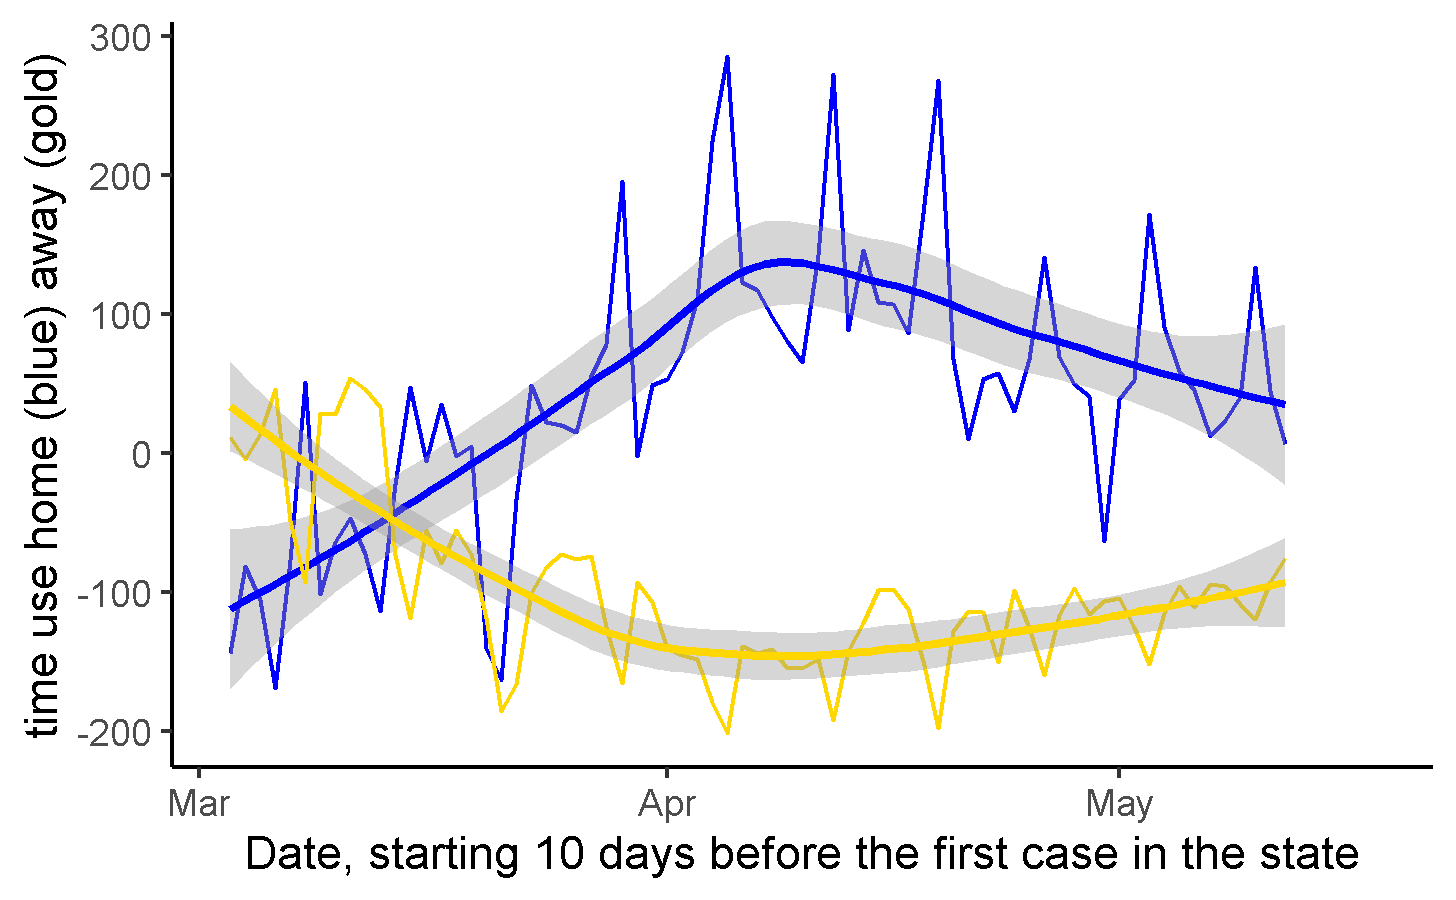 time use home (blue) away (gold)
300
200
100
0
-100
-200
Mar
Apr
May
Date, starting 10 days before the first case in the state